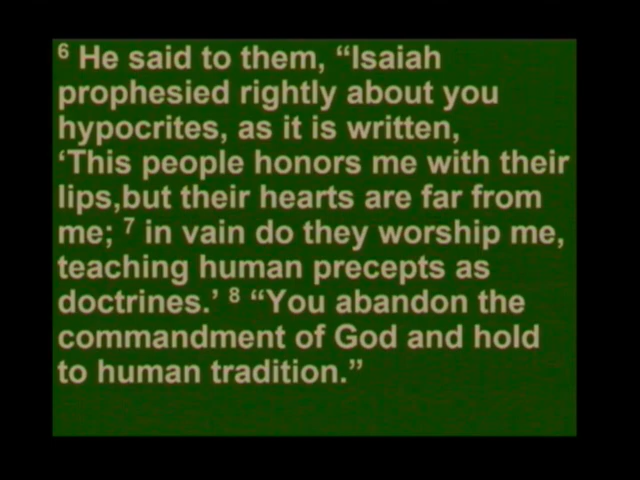 6 He said to them, “Isaiah
prophesied rightly about you
hypocrites, as it is written,
‘This people honors me with their
lips,but their hearts are far from
me; 7 in vain do they worship me,
teaching human precepts as
doctrines.’ 8 “You abandon the
commandment of God and hold
to human tradition.”